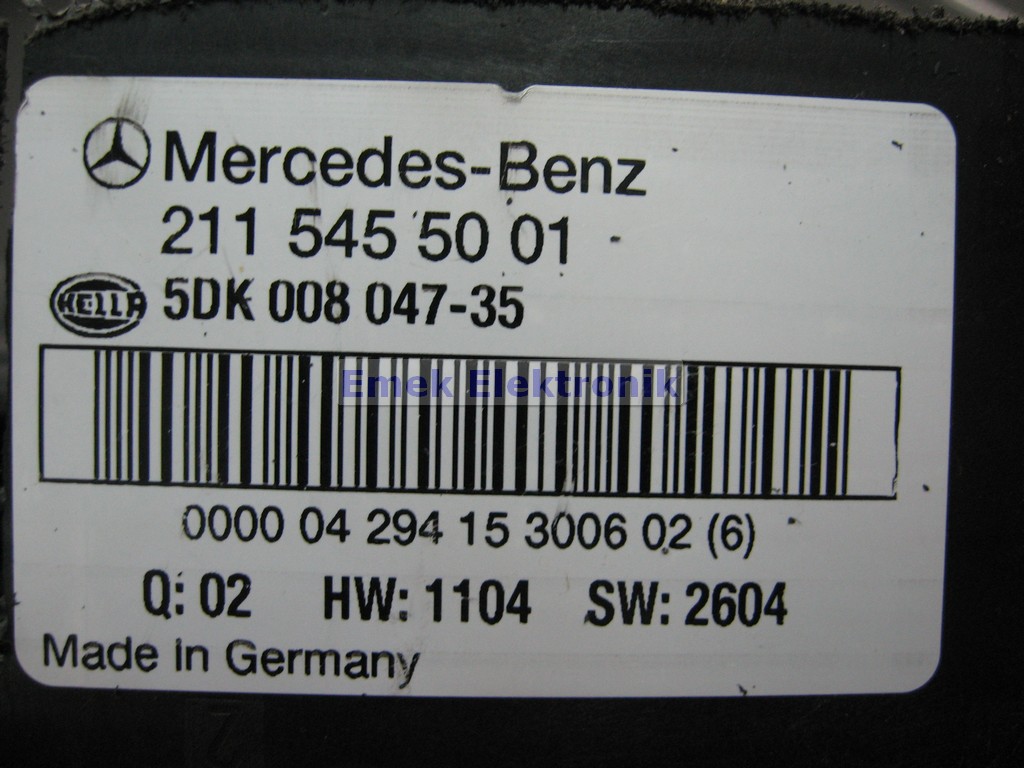 Mercedes-Benz
211 545 50 01
HELLA 5DK 008 047-35
Emek Elektronik
0000 04 294 15 3006 02 (6)
Q: 02 HW: 1104 SW: 2604
Made in Germany